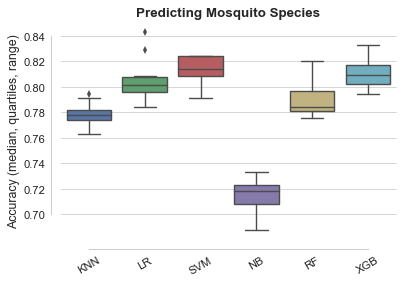 Predicting Mosquito Species
Accuracy (median, quartiles, range)
0.84
0.82
0.80
0.78
0.76
0.74
0.72
0.70
KNN
LR
SVM
NB
RF
XGB